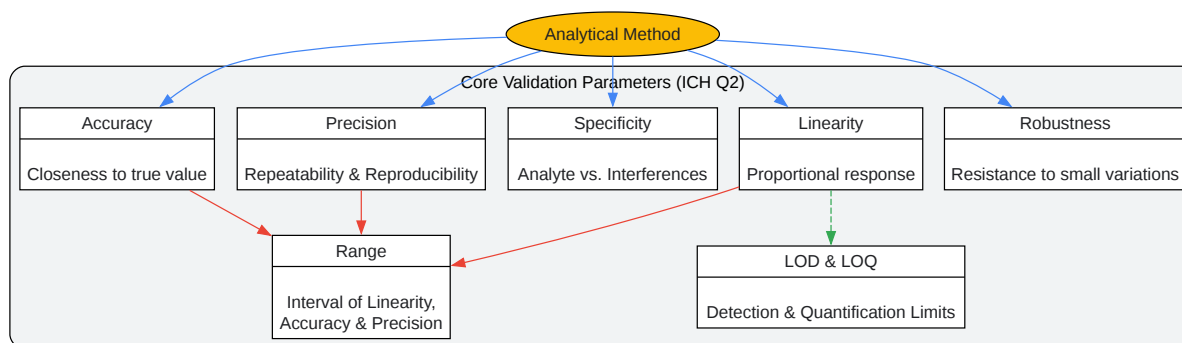 Analytical Method
Core Validation Parameters (ICH Q2)
Accuracy
Closeness to true value
Precision
Repeatability & Reproducibility
Specificity
Analyte vs. Interferences
Linearity
Proportional response
Robustness
Resistance to small variations
Range
Interval of Linearity,
Accuracy & Precision
LOD & LOQ
Detection & Quantification Limits